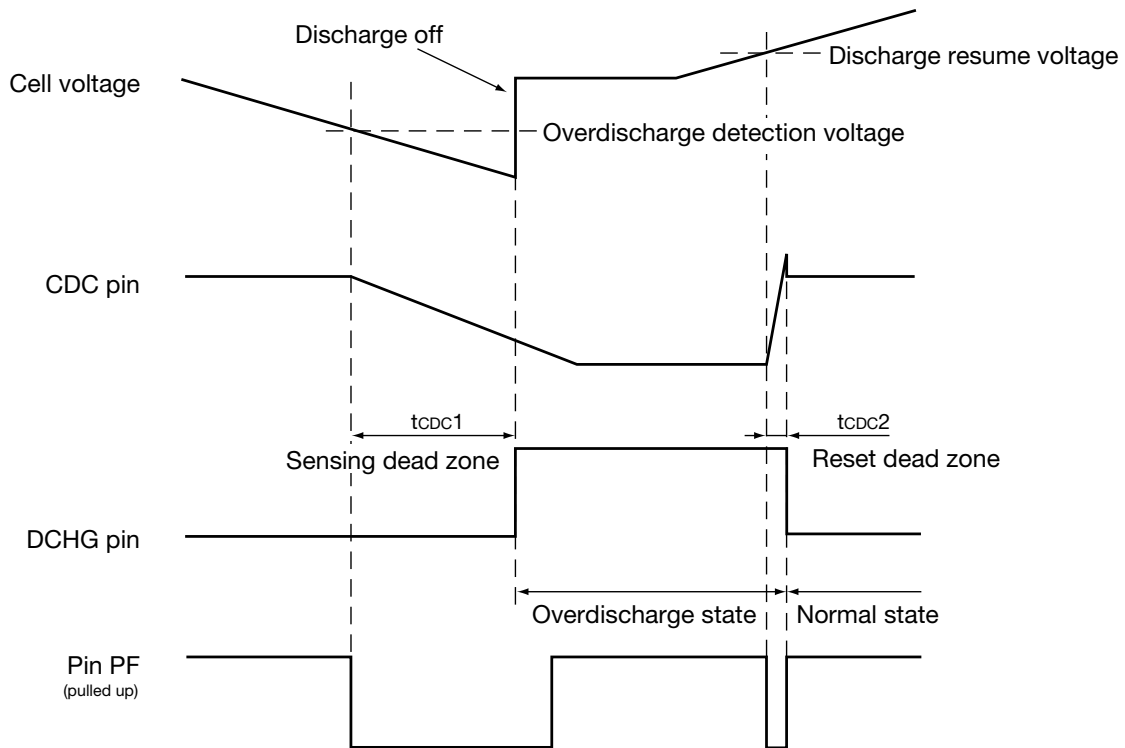 Discharge off
Discharge resume voltage
Cell voltage
Overdischarge detection voltage
CDC pin
tCDC1
tCDC2
Sensing dead zone
Reset dead zone
DCHG pin
Overdischarge state
Normal state
Pin PF
(pulled up)